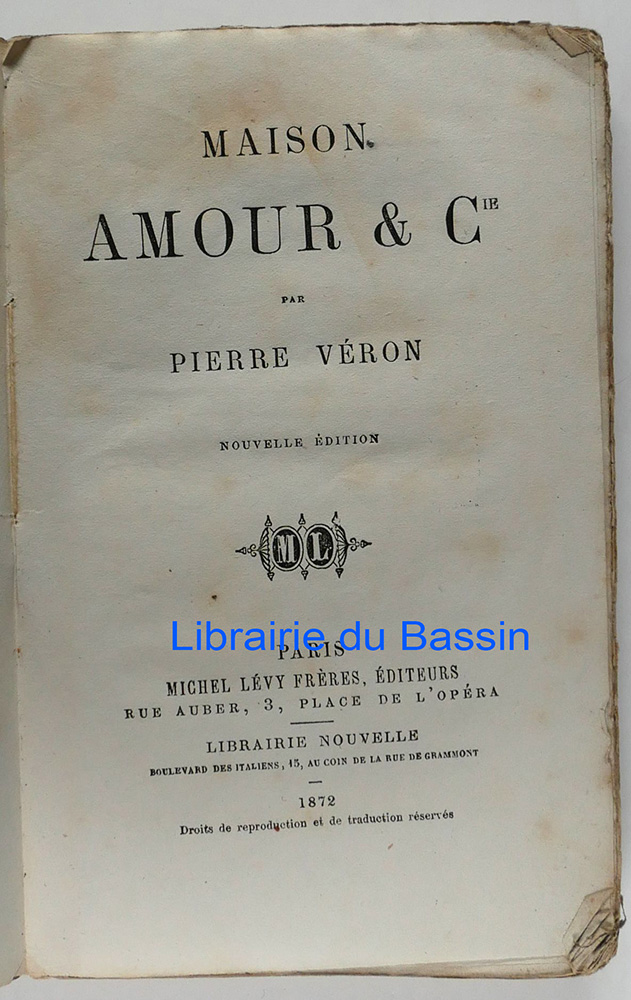 MAISON
AMOUR & CIE
PAR
PIERRE VÉRON
NOUVELLE ÉDITION
ML
Librairie du Bassin
PARIS
MICHEL LÉVY FRÈRES, ÉDITEURS
RUE AUBER, 3, PLACE DE L'OPÉRA
LIBRAIRIE NOUVELLE
BOULEVARD DES ITALIENS, 15, AU COIN DE LA RUE DE GRAMMONT
1872
Droits de reproduction et de traduction réservés